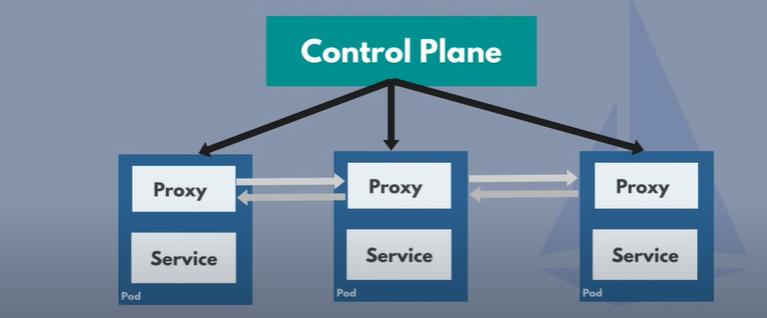 Control Plane
Proxy
Service
Pod
Proxy
Service
Pod
Proxy
Service
Pod